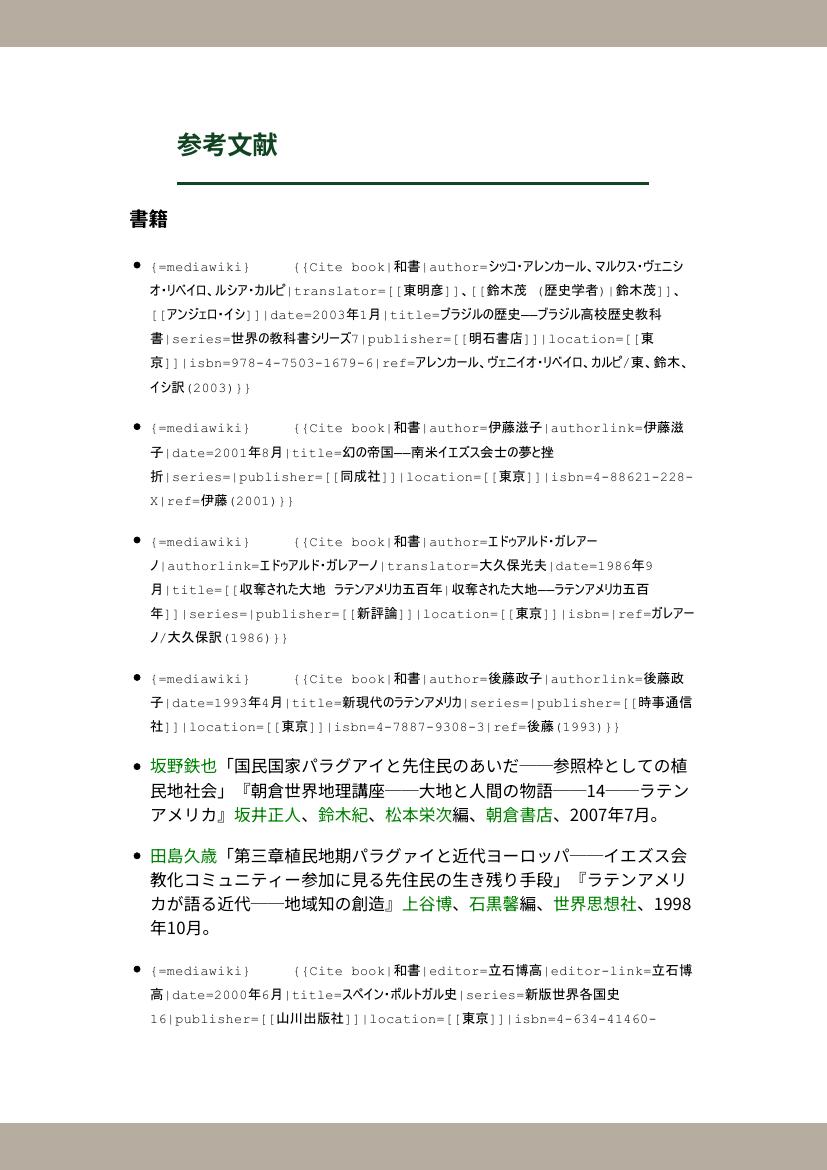 参考文献
書籍
{=mediawiki}   {{Cite book|和書|author=シッコ・アレンカール、マルクス・ヴェニシ
オ・リベイロ、ルシア・カルピ|translator=[[東明彦]]、[[鈴木茂 (歴史学者)|鈴木茂]]、
[[アンジェロ・イシ]]|date=2003年1月|title=ブラジルの歴史――ブラジル高校歴史教科
書|series=世界の教科書シリーズ7|publisher=[[明石書店]]|location=[[東
京]]|isbn=978-4-7503-1679-6|ref=アレンカール、ヴェニイオ・リベイロ、カルピ/東、鈴木、
イシ訳(2003)}}
{=mediawiki}   {{Cite book|和書|author=伊藤滋子|authorlink=伊藤滋
子|date=2001年8月|title=幻の帝国――南米イエズス会士の夢と挫
折|series=|publisher=[[同成社]]|location=[[東京]]|isbn=4-88621-228-
X|ref=伊藤(2001)}}
{=mediawiki}   {{Cite book|和書|author=エドゥアルド・ガレアー
ノ|authorlink=エドゥアルド・ガレアーノ|translator=大久保光夫|date=1986年9
月|title=[[収奪された大地 ラテンアメリカ五百年|収奪された大地――ラテンアメリカ五百
年]]|series=|publisher=[[新評論]]|location=[[東京]]|isbn=|ref=ガレアー
ノ/大久保訳(1986)}}
{=mediawiki}   {{Cite book|和書|author=後藤政子|authorlink=後藤政
子|date=1993年4月|title=新現代のラテンアメリカ|series=|publisher=[[時事通信
社]]|location=[[東京]]|isbn=4-7887-9308-3|ref=後藤(1993)}}
坂野鉄也「国民国家パラグアイと先住民のあいだ――参照枠としての植
民地社会」『朝倉世界地理講座――大地と人間の物語――14――ラテン
アメリカ』坂井正人、鈴木紀、松本栄次編、朝倉書店、2007年7月。
田島久歳「第三章植民地期パラグァイと近代ヨーロッパ――イエズス会
教化コミュニティー参加に見る先住民の生き残り手段」『ラテンアメリ
カが語る近代――地域知の創造』上谷博、石黒馨編、世界思想社、1998
年10月。
{=mediawiki}   {{Cite book|和書|editor=立石博高|editor-link=立石博
高|date=2000年6月|title=スペイン・ポルトガル史|series=新版世界各国史
16|publisher=[[山川出版社]]|location=[[東京]]|isbn=4-634-41460-